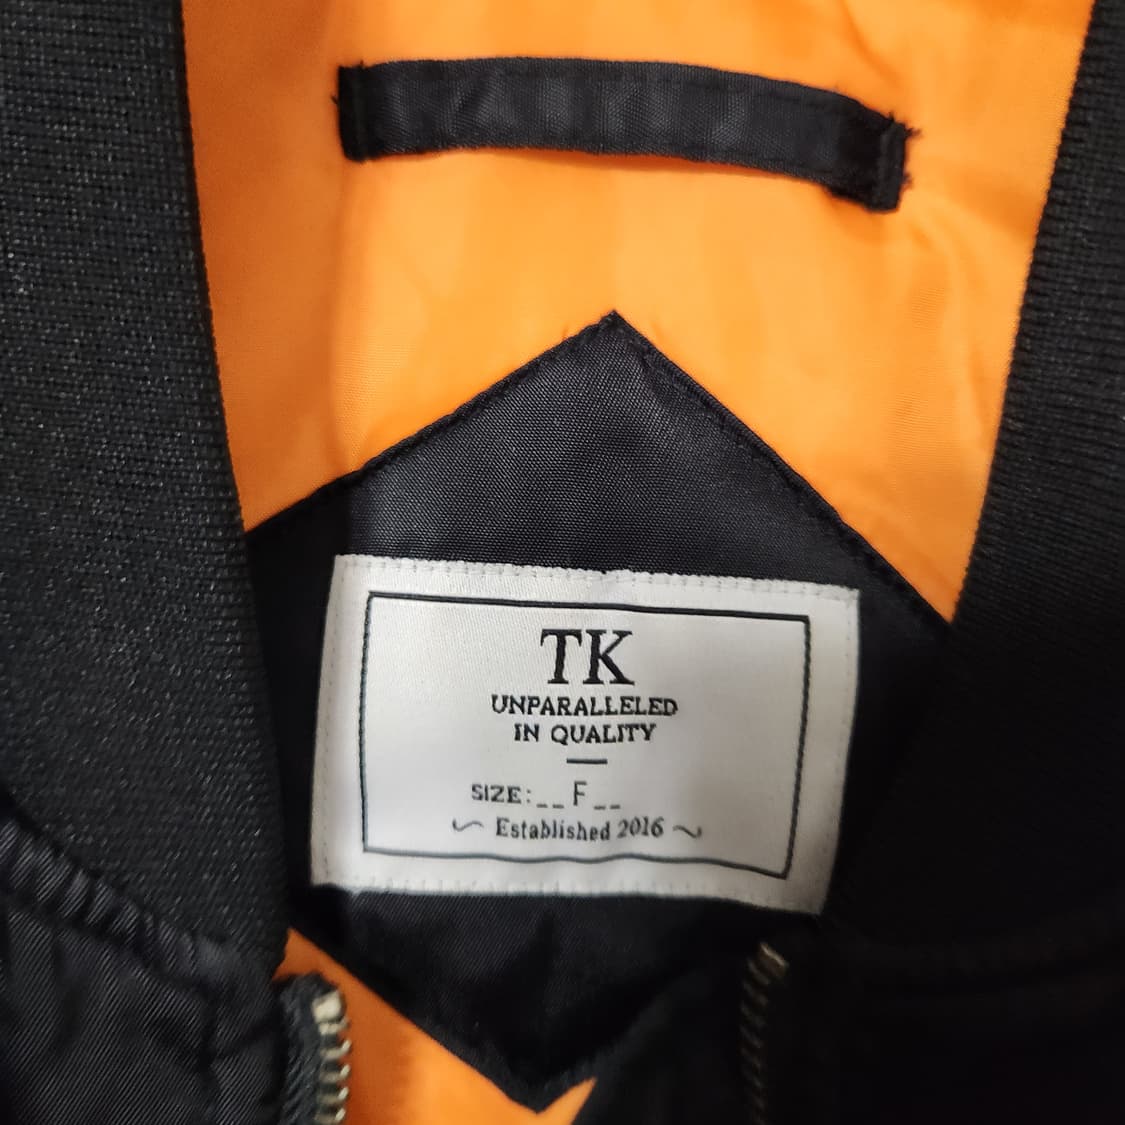 TK
UNPARALLELED
IN QUALITY
SIZE:__F__
Established 2016